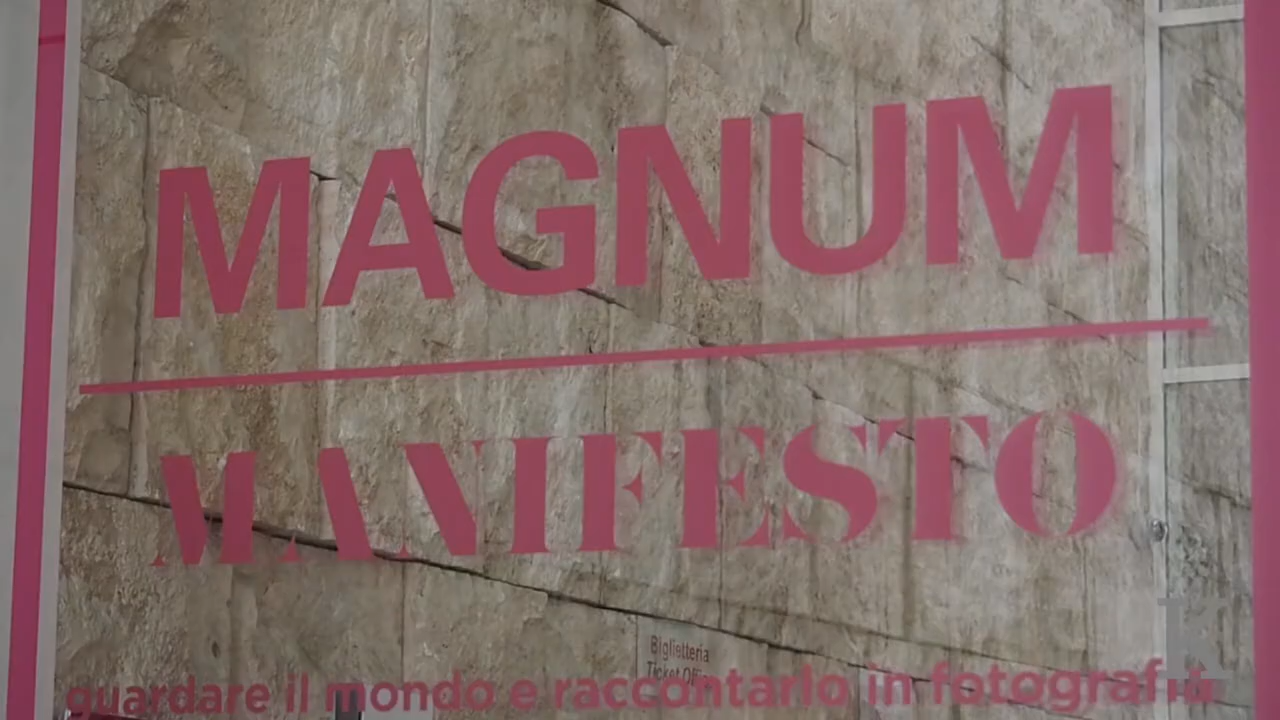 MAGNUM
MANIFESTO
Biglietteria
Ticket Office
guardare il mondo e raccontarlo in fotografia
K